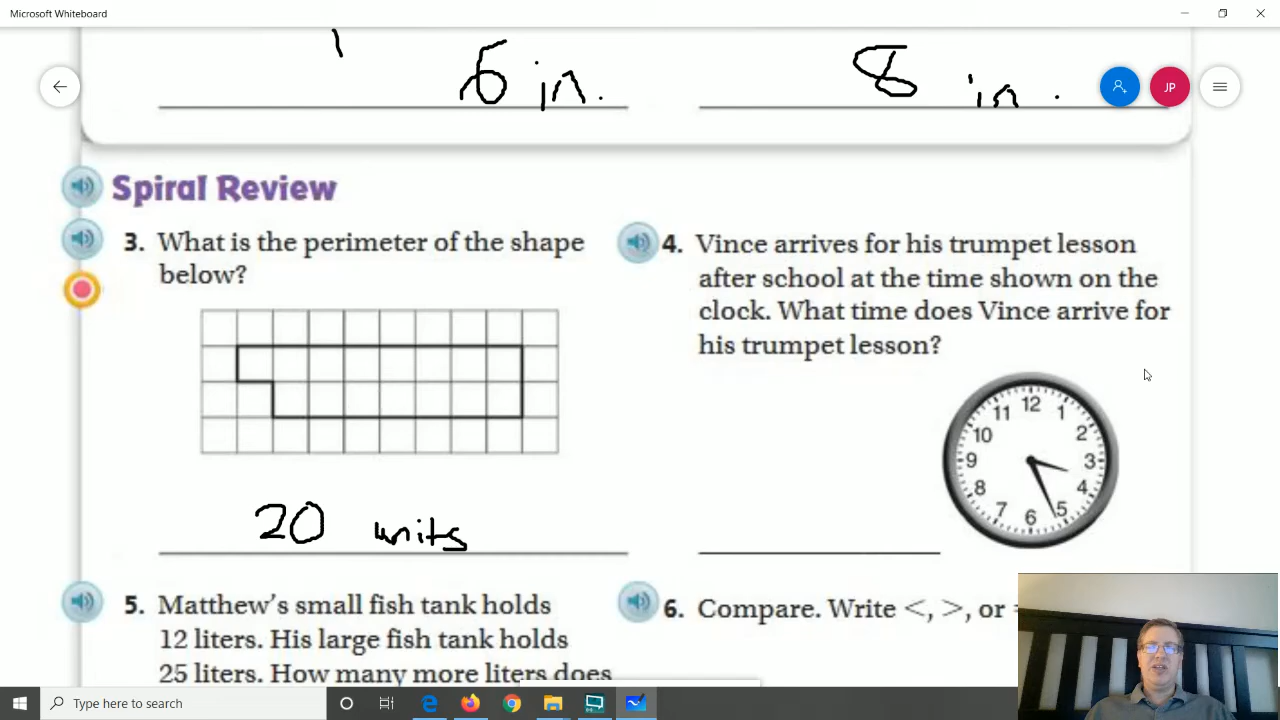 Microsoft Whiteboard
6 in.
8 in.
JP
Spiral Review
3. What is the perimeter of the shape
below?
20 units
4. Vince arrives for his trumpet lesson
after school at the time shown on the
clock. What time does Vince arrive for
his trumpet lesson?
12
11 1
10 2
9 3
8 4
7 5
6
5. Matthew's small fish tank holds
12 liters. His large fish tank holds
25 liters. How many more liters does
6. Compare. Write <, >, or
Type here to search